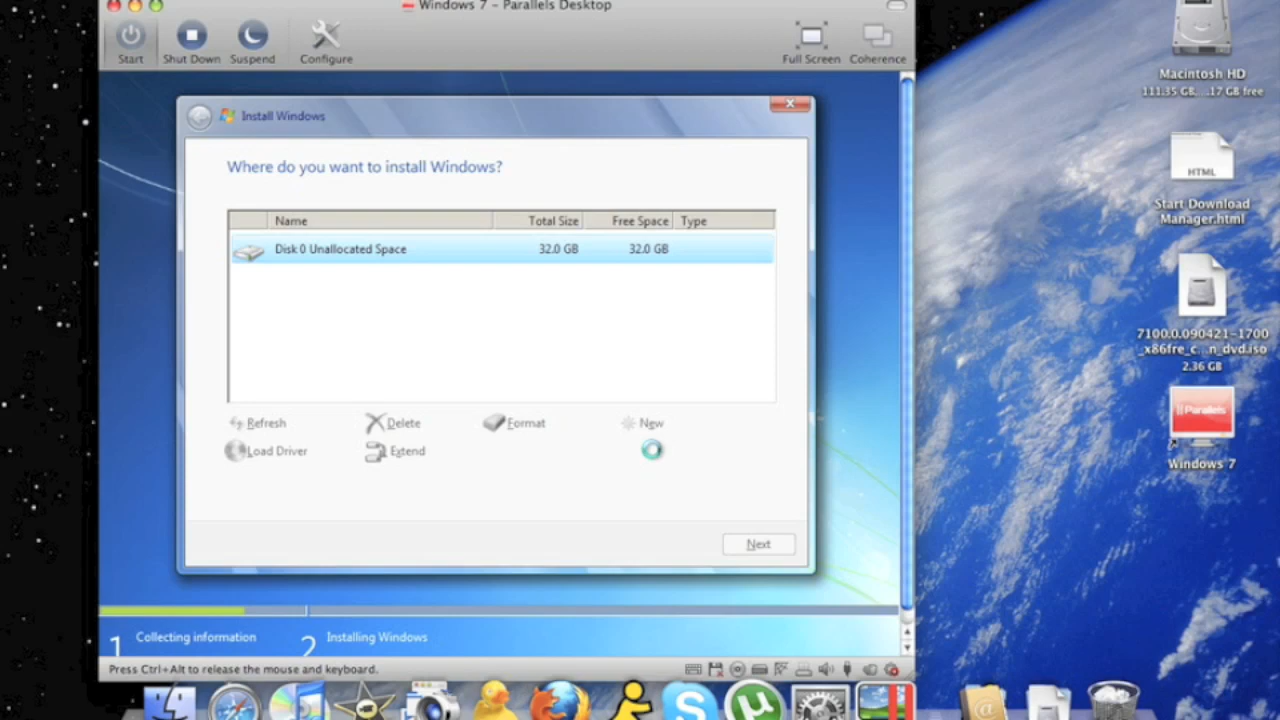 Windows 7 - Parallels Desktop
Start
Shut Down
Suspend
Configure
Full Screen
Coherence
Install Windows
Where do you want to install Windows?
Name
Total Size
Free Space
Type
Disk 0 Unallocated Space
32.0 GB
32.0 GB
Refresh
Delete
Format
New
Load Driver
Extend
Next
1
Collecting information
2
Installing Windows
Press Ctrl+Alt to release the mouse and keyboard.
Macintosh HD
111.35 GB,...17 GB free
HTML
Start Download
Manager.html
7100.0.090421-1700
_x86fre_c...n_dvd.iso
2.36 GB
Parallels
Windows 7